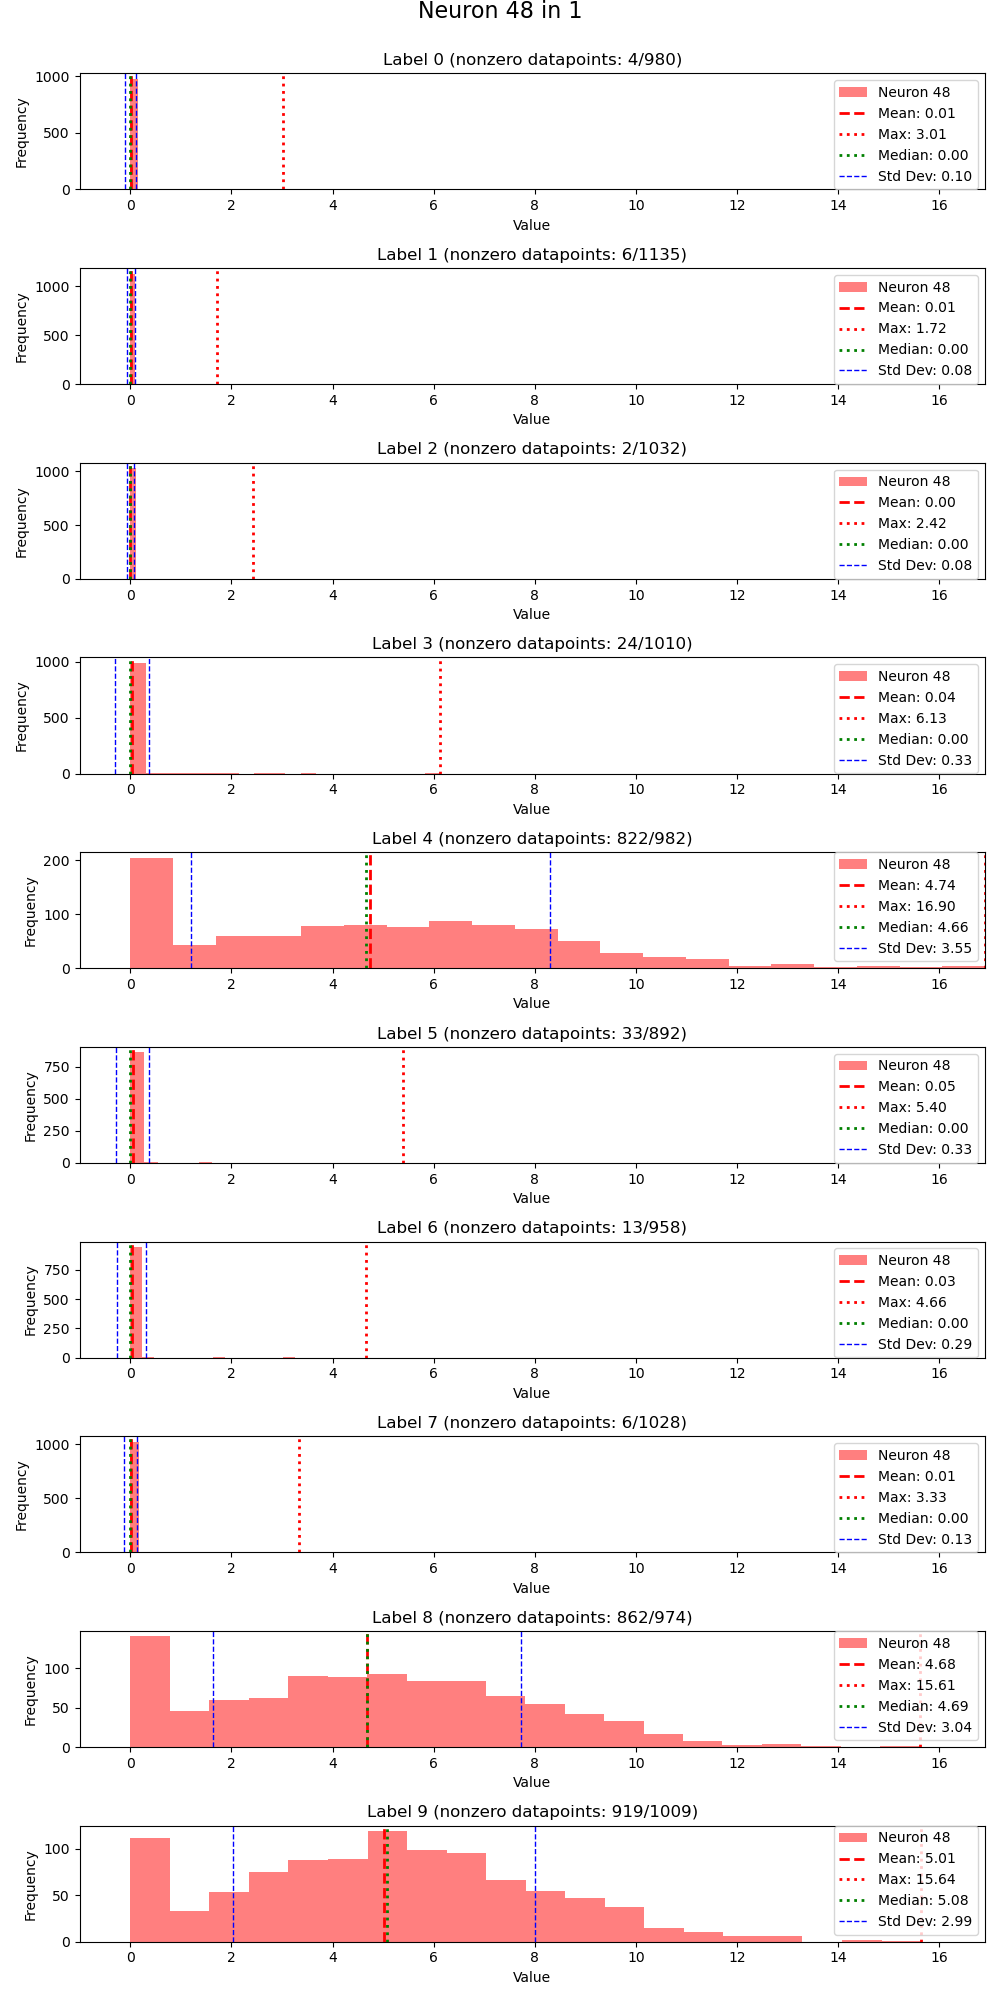 Neuron 48 in 1
Label 0 (nonzero datapoints: 4/980)
1000
500
0
Frequency
Neuron 48
Mean: 0.01
Max: 3.01
Median: 0.00
Std Dev: 0.10
0 2 4 6 8 10 12 14 16
Value
Label 1 (nonzero datapoints: 6/1135)
1000
500
0
Frequency
Neuron 48
Mean: 0.01
Max: 1.72
Median: 0.00
Std Dev: 0.08
0 2 4 6 8 10 12 14 16
Value
Label 2 (nonzero datapoints: 2/1032)
1000
500
0
Frequency
Neuron 48
Mean: 0.00
Max: 2.42
Median: 0.00
Std Dev: 0.08
0 2 4 6 8 10 12 14 16
Value
Label 3 (nonzero datapoints: 24/1010)
1000
500
0
Frequency
Neuron 48
Mean: 0.04
Max: 6.13
Median: 0.00
Std Dev: 0.33
0 2 4 6 8 10 12 14 16
Value
Label 4 (nonzero datapoints: 822/982)
200
100
0
Frequency
Neuron 48
Mean: 4.74
Max: 16.90
Median: 4.66
Std Dev: 3.55
0 2 4 6 8 10 12 14 16
Value
Label 5 (nonzero datapoints: 33/892)
750
500
250
0
Frequency
Neuron 48
Mean: 0.05
Max: 5.40
Median: 0.00
Std Dev: 0.33
0 2 4 6 8 10 12 14 16
Value
Label 6 (nonzero datapoints: 13/958)
750
500
250
0
Frequency
Neuron 48
Mean: 0.03
Max: 4.66
Median: 0.00
Std Dev: 0.29
0 2 4 6 8 10 12 14 16
Value
Label 7 (nonzero datapoints: 6/1028)
1000
500
0
Frequency
Neuron 48
Mean: 0.01
Max: 3.33
Median: 0.00
Std Dev: 0.13
0 2 4 6 8 10 12 14 16
Value
Label 8 (nonzero datapoints: 862/974)
100
50
0
Frequency
Neuron 48
Mean: 4.68
Max: 15.61
Median: 4.69
Std Dev: 3.04
0 2 4 6 8 10 12 14 16
Value
Label 9 (nonzero datapoints: 919/1009)
100
50
0
Frequency
Neuron 48
Mean: 5.01
Max: 15.64
Median: 5.08
Std Dev: 2.99
0 2 4 6 8 10 12 14 16
Value